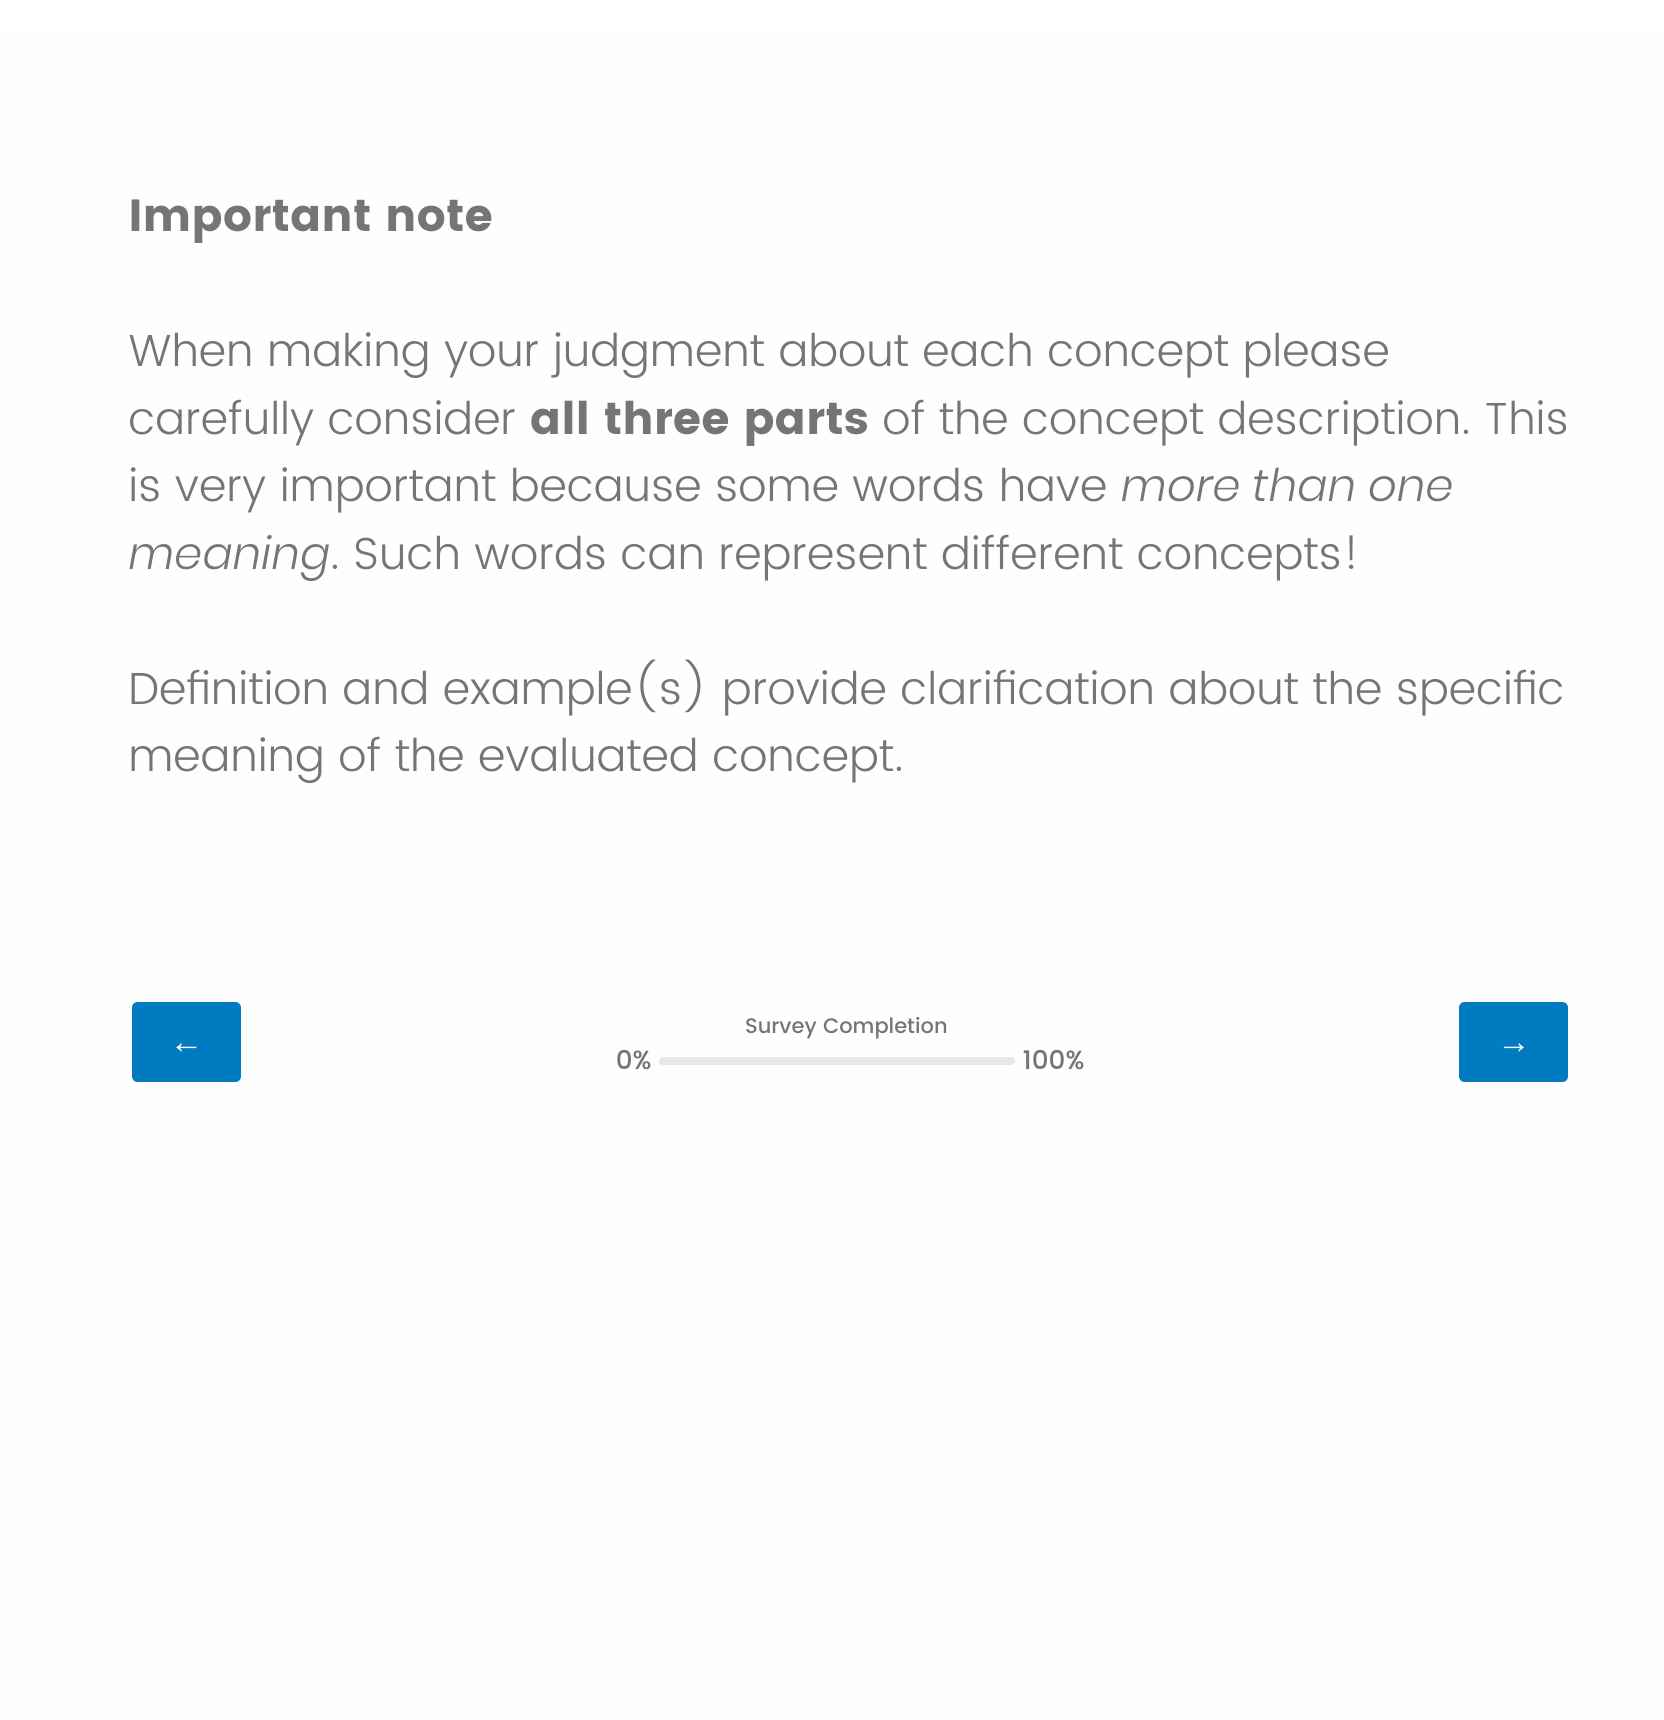 Important note
When making your judgment about each concept please
carefully consider all three parts of the concept description. This
is very important because some words have more than one
meaning. Such words can represent different concepts!
Definition and example(s) provide clarification about the specific
meaning of the evaluated concept.
←
Survey Completion
0% 100%
→